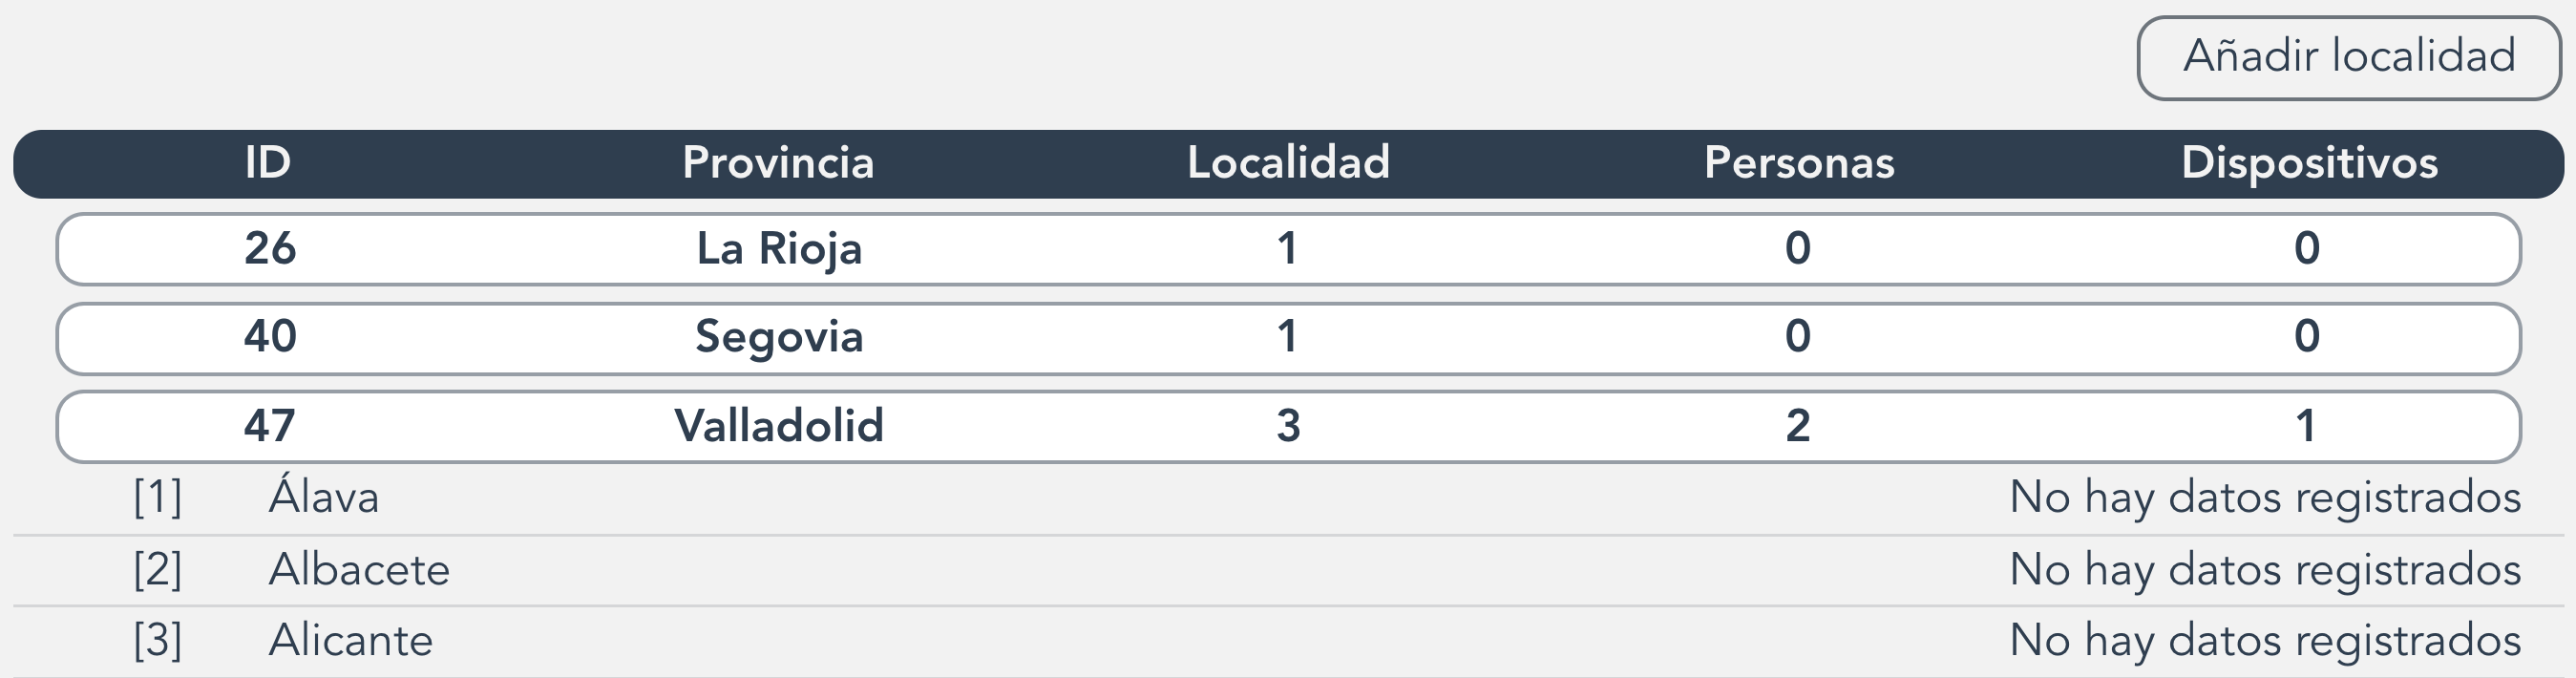 Añadir localidad
ID Provincia Localidad Personas Dispositivos
26 La Rioja 1 0 0
40 Segovia 1 0 0
47 Valladolid 3 2 1
[1] Álava No hay datos registrados
[2] Albacete No hay datos registrados
[3] Alicante No hay datos registrados